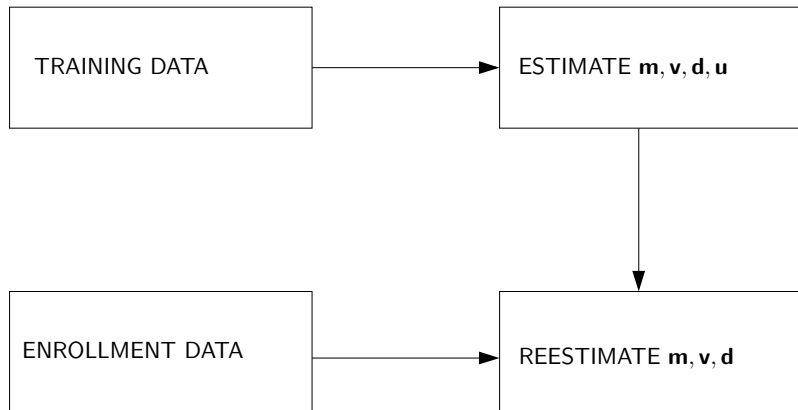 TRAINING DATA
ESTIMATE m, v, d, u
ENROLLMENT DATA
REESTIMATE m, v, d